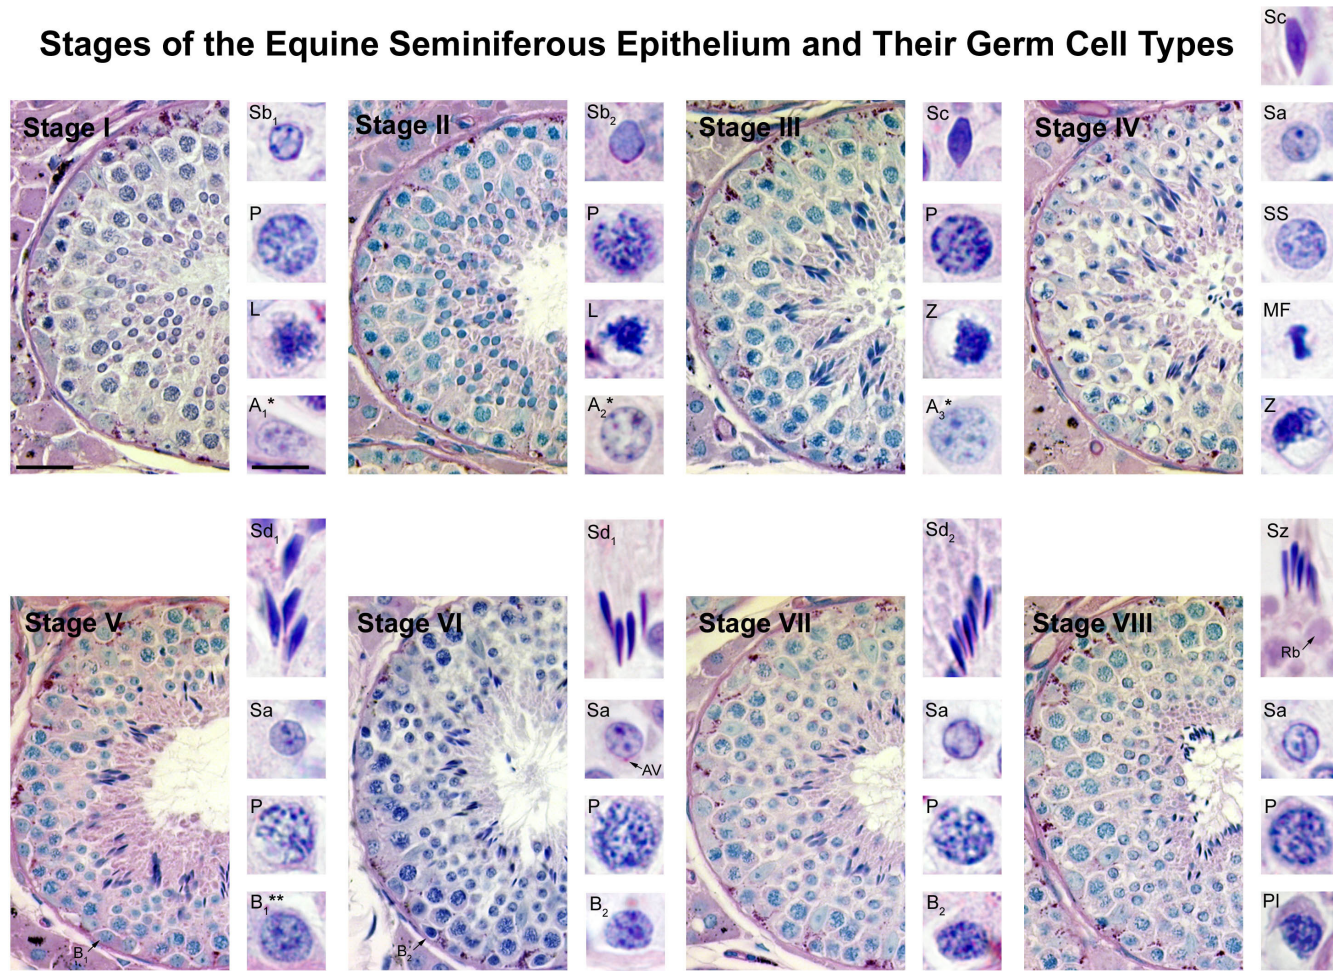 Stages of the Equine Seminiferous Epithelium and Their Germ Cell Types
Stage I
Sb1
P
L
A1*
Stage II
Sb2
P
L
A2*
Stage III
Sc
P
Z
A3*
Stage IV
Sc
Sa
SS
MF
Z
Stage V
B1
Sd1
Sa
P
B1**
Stage VI
B2
Sd1
Sa
AV
P
B2
Stage VII
Sd2
Sa
P
B2
Stage VIII
Sz
Rb
Sa
P
Pl